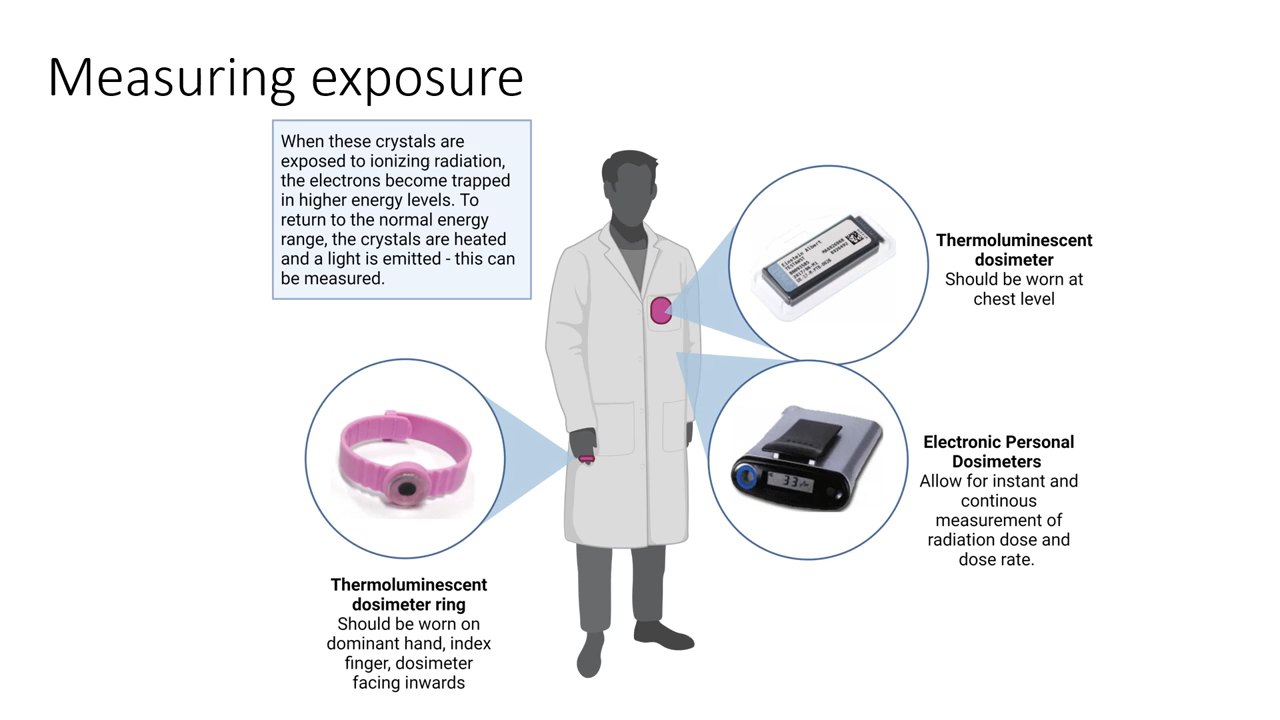 Measuring exposure
When these crystals are
exposed to ionizing radiation,
the electrons become trapped
in higher energy levels. To
return to the normal energy
range, the crystals are heated
and a light is emitted - this can
be measured.
Einstein Albert
Thermoluminescent
dosimeter
Should be worn at
chest level
33
Electronic Personal
Dosimeters
Allow for instant and
continous
measurement of
radiation dose and
dose rate.
Thermoluminescent
dosimeter ring
Should be worn on
dominant hand, index
finger, dosimeter
facing inwards